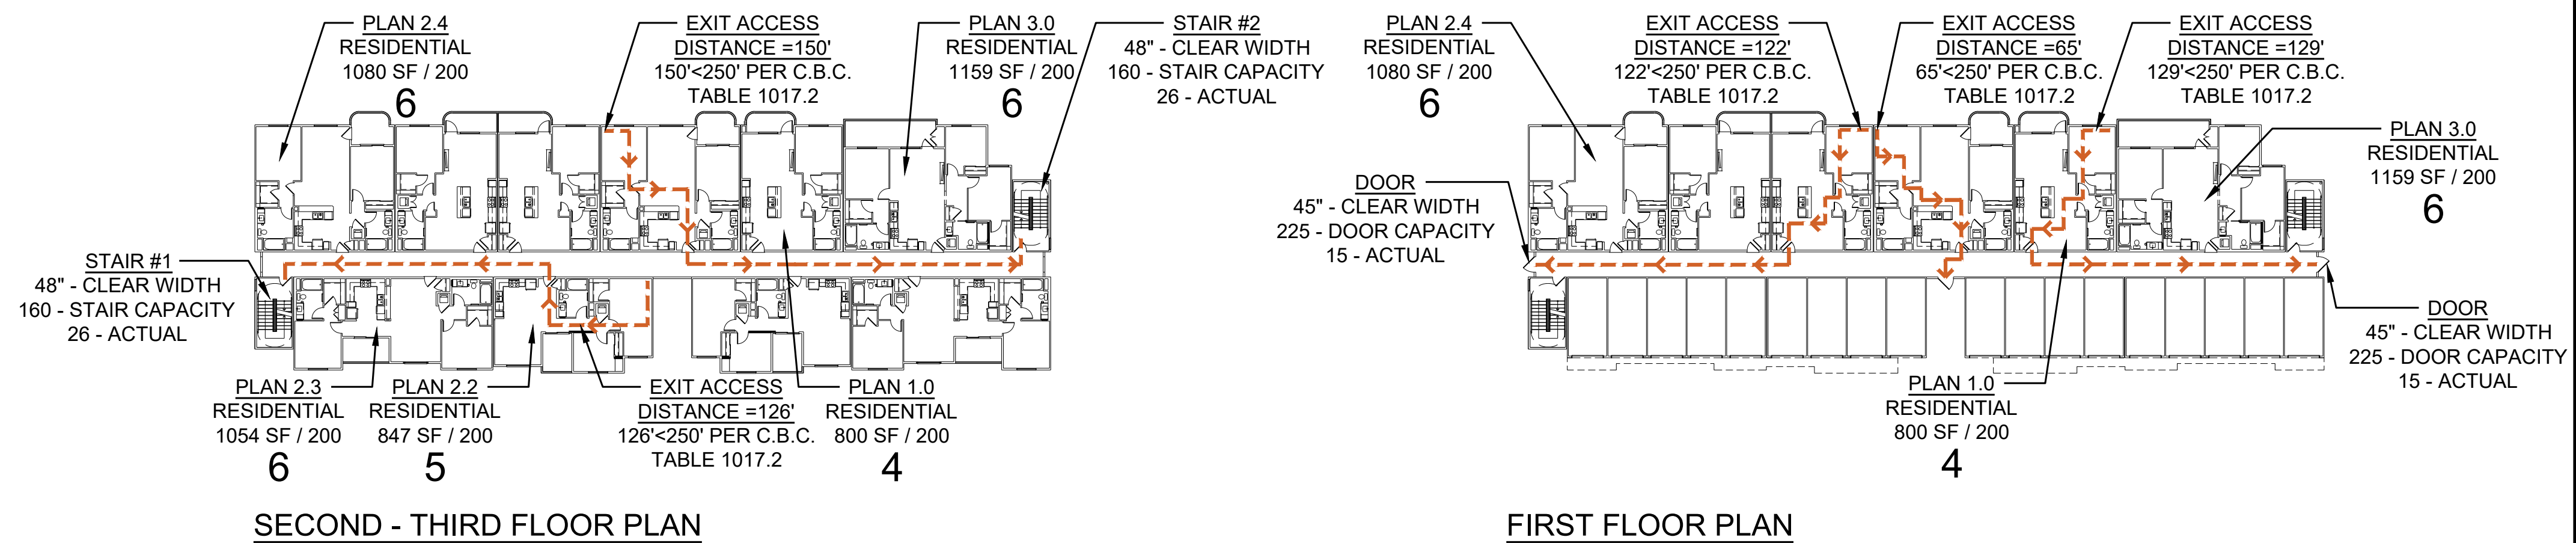 PLAN 2.4
RESIDENTIAL
1080 SF / 200
6
EXIT ACCESS
DISTANCE =150'
150'<250' PER C.B.C.
TABLE 1017.2
PLAN 3.0
RESIDENTIAL
1159 SF / 200
6
STAIR #2
48" - CLEAR WIDTH
160 - STAIR CAPACITY
26 - ACTUAL
STAIR #1
48" - CLEAR WIDTH
160 - STAIR CAPACITY
26 - ACTUAL
PLAN 2.3
RESIDENTIAL
1054 SF / 200
6
PLAN 2.2
RESIDENTIAL
847 SF / 200
5
EXIT ACCESS
DISTANCE =126'
126'<250' PER C.B.C.
TABLE 1017.2
PLAN 1.0
RESIDENTIAL
800 SF / 200
4
SECOND - THIRD FLOOR PLAN
PLAN 2.4
RESIDENTIAL
1080 SF / 200
6
EXIT ACCESS
DISTANCE =122'
122'<250' PER C.B.C.
TABLE 1017.2
EXIT ACCESS
DISTANCE =65'
65'<250' PER C.B.C.
TABLE 1017.2
EXIT ACCESS
DISTANCE =129'
129'<250' PER C.B.C.
TABLE 1017.2
PLAN 3.0
RESIDENTIAL
1159 SF / 200
6
DOOR
45" - CLEAR WIDTH
225 - DOOR CAPACITY
15 - ACTUAL
DOOR
45" - CLEAR WIDTH
225 - DOOR CAPACITY
15 - ACTUAL
PLAN 1.0
RESIDENTIAL
800 SF / 200
4
FIRST FLOOR PLAN